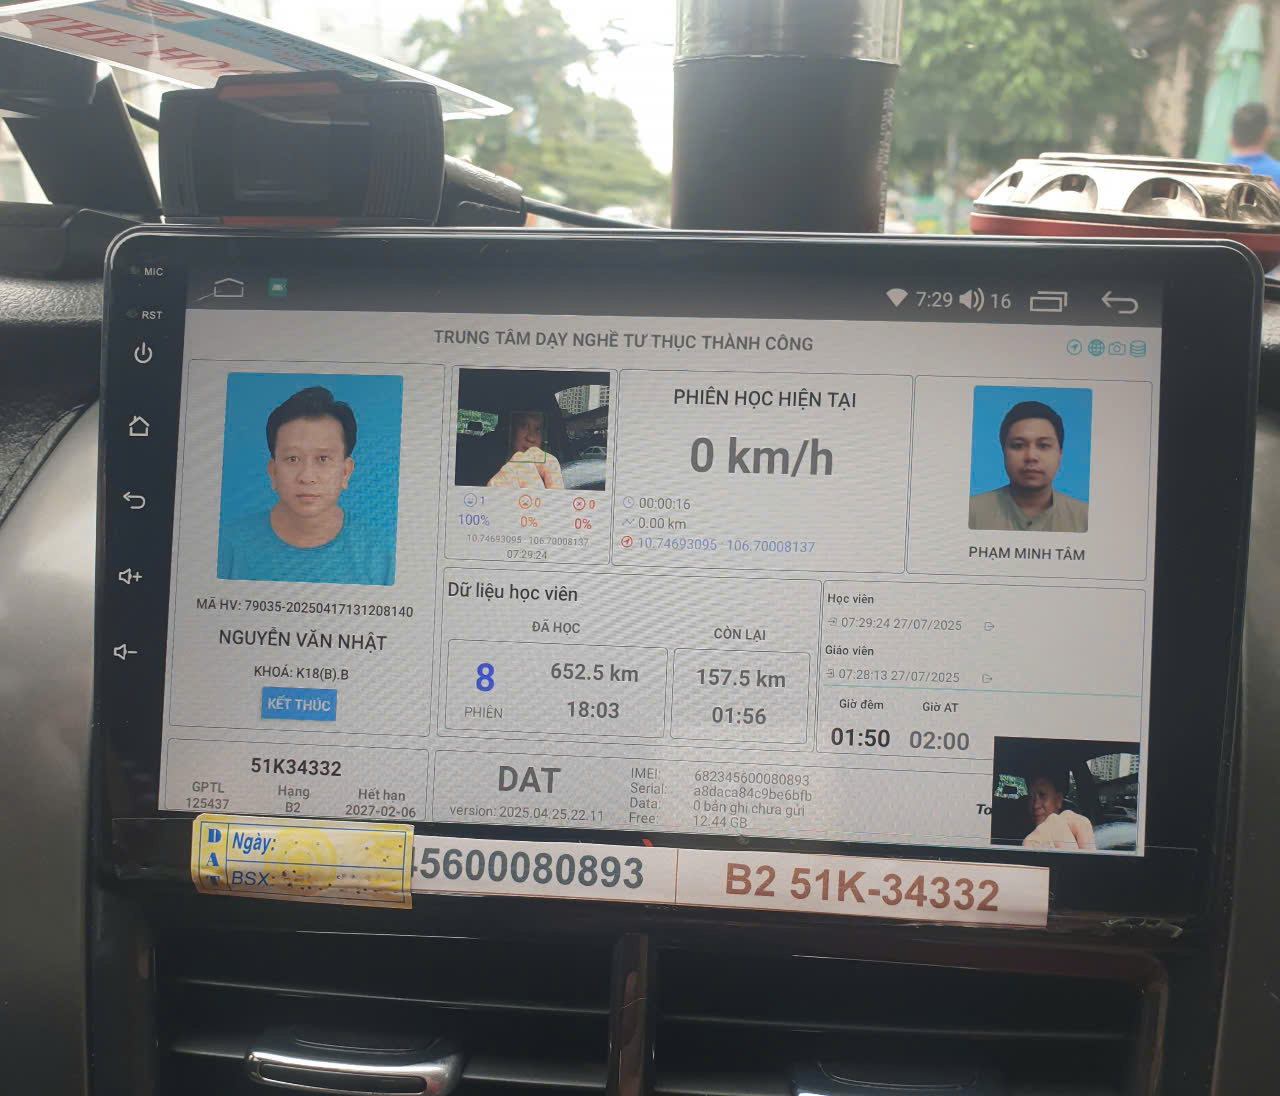 THẺ HỌC
MIC
RST
7:29
16
TRUNG TÂM DẠY NGHỀ TƯ THỤC THÀNH CÔNG
MÃ HV: 79035-20250417131208140
NGUYỄN VĂN NHẬT
KHOÁ: K18(B).B
KẾT THÚC
1 0 0
100% 0% 0%
10.74693095 - 106.70008137
07:29:24
PHIÊN HỌC HIỆN TẠI
0 km/h
00:00:16
0.00 km
10.74693095 - 106.70008137
PHẠM MINH TÂM
Dữ liệu học viên
ĐÃ HỌC
8
PHIÊN
652.5 km
18:03
CÒN LẠI
157.5 km
01:56
Học viên
07:29:24 27/07/2025
Giáo viên
07:28:13 27/07/2025
Giờ đêm Giờ AT
01:50 02:00
51K34332
GPTL
125437
Hạng
B2
Hết hạn
2027-02-06
DAT
version: 2025.04.25.22.11
IMEI: 682345600080893
Serial: a8daca84c9be6bfb
Data: 0 bản ghi chưa gửi
Free: 12.44 GB
To
DAT
Ngày:
BSX:
45600080893
B2 51K-34332